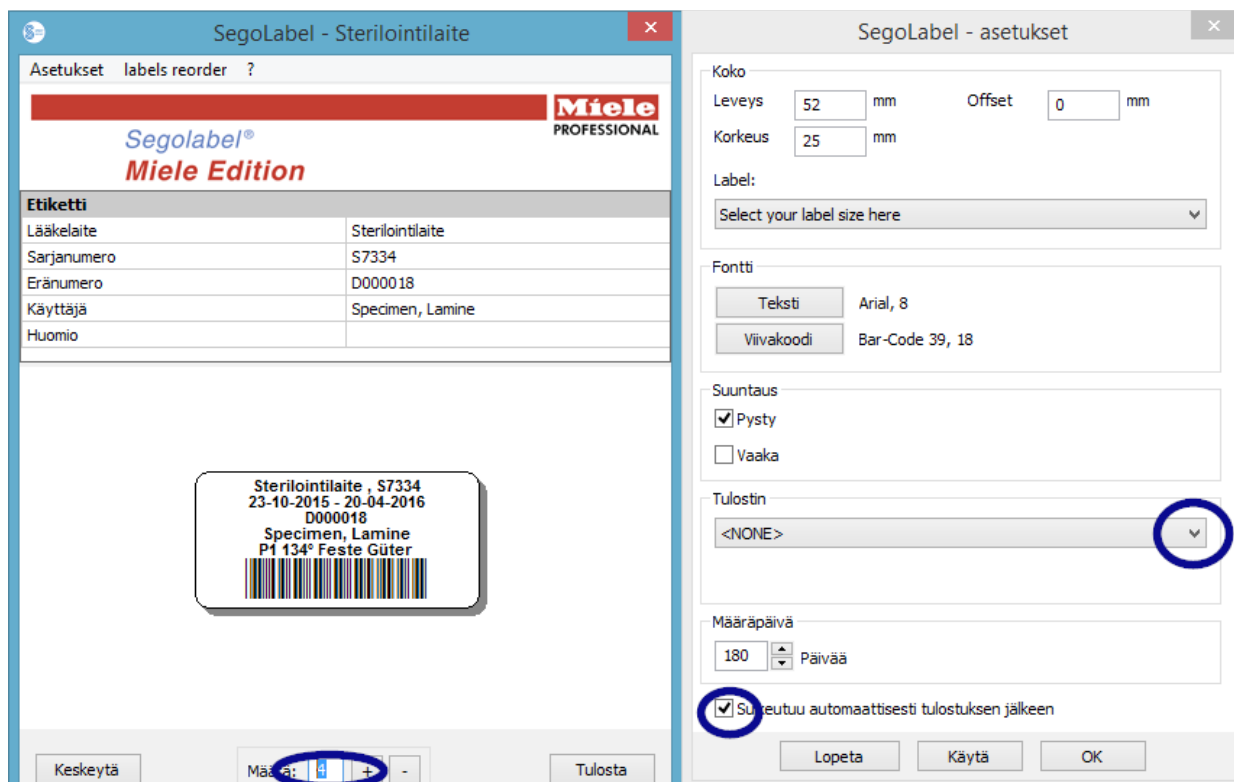 SegoLabel - Sterilointilaite
Asetukset labels reorder ?
Miele
PROFESSIONAL
Segolabel®
Miele Edition
Etiketti
Lääkelaite Sterilointilaite
Sarjanumero S7334
Eränumero D000018
Käyttäjä Specimen, Lamine
Huomio
Sterilointilaite , S7334
23-10-2015 - 20-04-2016
D000018
Specimen, Lamine
P1 134º Feste Güter
Keskeytä Määrä: 4 + - Tulosta
SegoLabel - asetukset
Koko
Leveys 52 mm Offset 0 mm
Korkeus 25 mm
Label:
Select your label size here
Fontti
Teksti Arial, 8
Viivakoodi Bar-Code 39, 18
Suuntaus
Pysty
Vaaka
Tulostin
<NONE>
Määräpäivä
180 Päivää
Sulkeutuu automaattisesti tulostuksen jälkeen
Lopeta Käytä OK